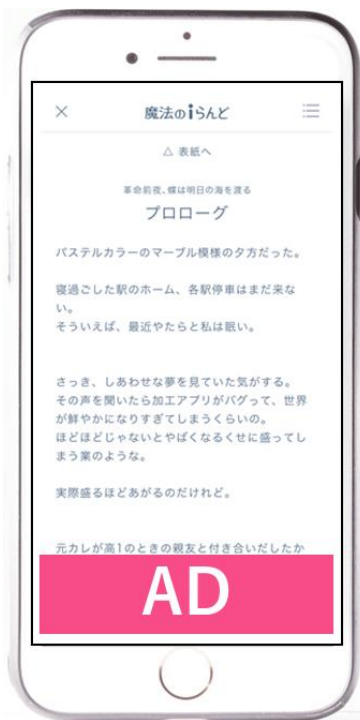 × 魔法のiらんど
△ 表紙へ
革命前夜、蝶は明日の海を渡る
プロローグ
パステルカラーのマーブル模様の夕方だった。
寝過ごした駅のホーム、各駅停車はまだ来な
い。
そういえば、最近やたらと私は眠い。
さっき、しあわせな夢を見ていた気がする。
その声を聞いたら加工アプリがバグって、世界
が鮮やかになりすぎてしまうくらいの。
ほどほどじゃないとやばくなるくせに盛ってし
まう業のような。
実際盛るほどあがるのだけれど。
元カレが高1のときの親友と付き合いだしたか
AD